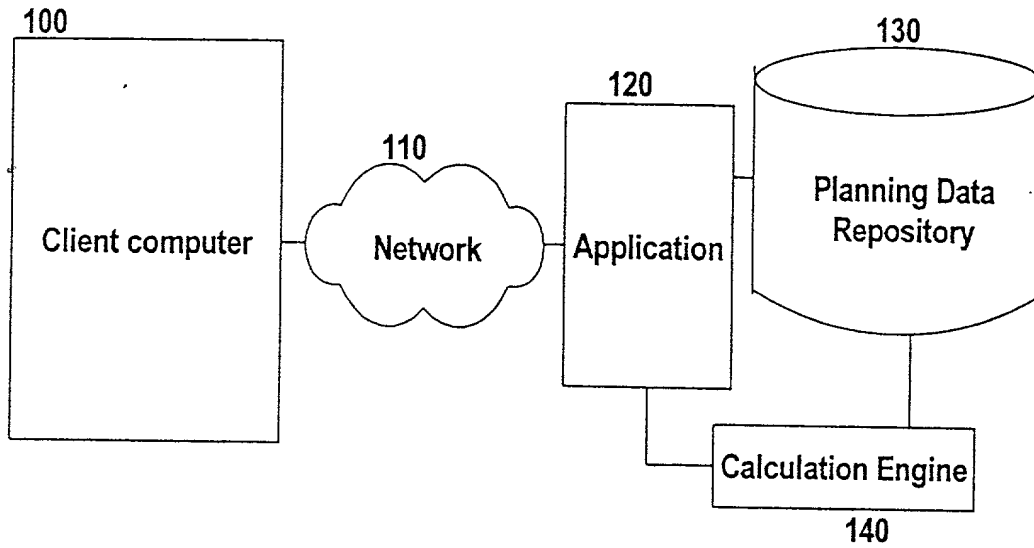 100
Client computer
110
Network
120
Application
130
Planning Data
Repository
Calculation Engine
140